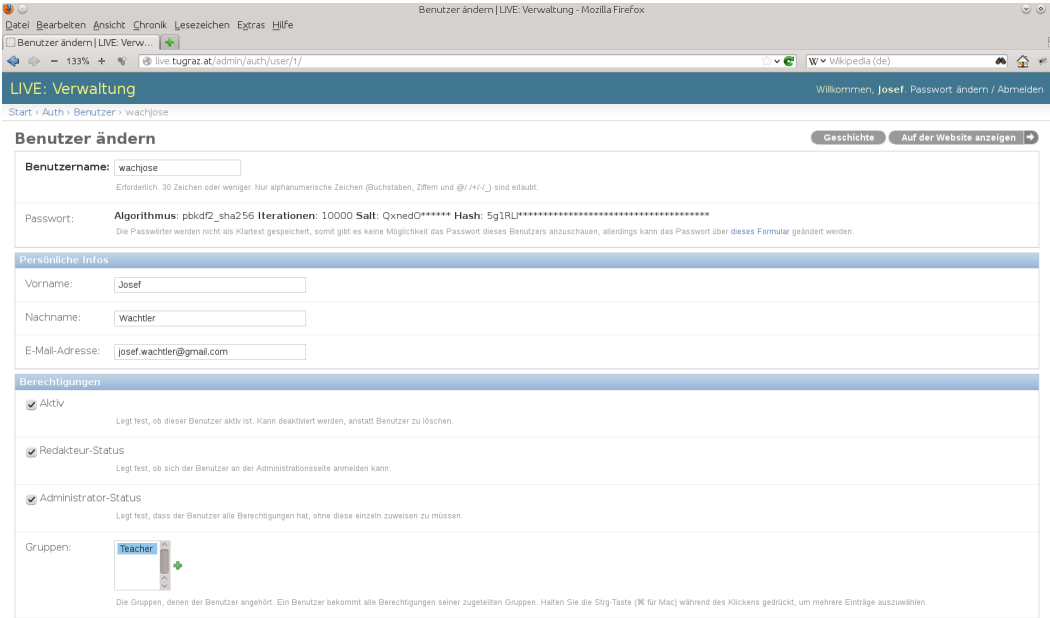 Benutzer ändern | LIVE: Verwaltung - Mozilla Firefox
Datei Bearbeiten Ansicht Chronik Lesezeichen Extras Hilfe
Benutzer ändern | LIVE: Verw...
133% live.tugraz.at/admin/auth/user/1/ W Wikipedia (de)
LIVE: Verwaltung
Willkommen, Josef. Passwort ändern / Abmelden
Start › Auth › Benutzer › wachjose
Benutzer ändern
Geschichte Auf der Website anzeigen
Benutzername: wachjose
Erforderlich. 30 Zeichen oder weniger. Nur alphanumerische Zeichen (Buchstaben, Ziffern und @/./+/-/_) sind erlaubt.
Passwort: Algorithmus: pbkdf2_sha256 Iterationen: 10000 Salt: QxnedO****** Hash: 5g1RLl**************************************
Die Passwörter werden nicht als Klartext gespeichert, somit gibt es keine Möglichkeit das Passwort dieses Benutzers anzuschauen, allerdings kann das Passwort über dieses Formular geändert werden.
Persönliche Infos
Vorname: Josef
Nachname: Wachtler
E-Mail-Adresse: josef.wachtler@gmail.com
Berechtigungen
Aktiv
Legt fest, ob dieser Benutzer aktiv ist. Kann deaktiviert werden, anstatt Benutzer zu löschen.
Redakteur-Status
Legt fest, ob sich der Benutzer an der Administrationsseite anmelden kann.
Administrator-Status
Legt fest, dass der Benutzer alle Berechtigungen hat, ohne diese einzeln zuweisen zu müssen.
Gruppen: Teacher
Die Gruppen, denen der Benutzer angehört. Ein Benutzer bekommt alle Berechtigungen seiner zugeteilten Gruppen. Halten Sie die Strg-Taste (⌘ für Mac) während des Klickens gedrückt, um mehrere Einträge auszuwählen.